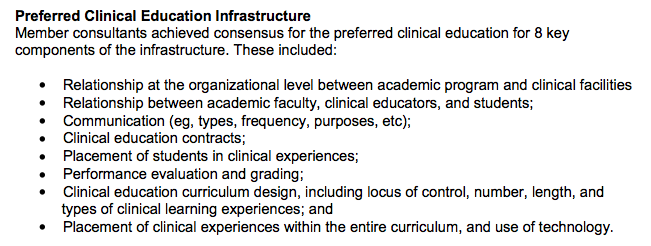 Preferred Clinical Education Infrastructure
Member consultants achieved consensus for the preferred clinical education for 8 key
components of the infrastructure. These included:
• Relationship at the organizational level between academic program and clinical facilities
• Relationship between academic faculty, clinical educators, and students;
• Communication (eg, types, frequency, purposes, etc);
• Clinical education contracts;
• Placement of students in clinical experiences;
• Performance evaluation and grading;
• Clinical education curriculum design, including locus of control, number, length, and
types of clinical learning experiences; and
• Placement of clinical experiences within the entire curriculum, and use of technology.